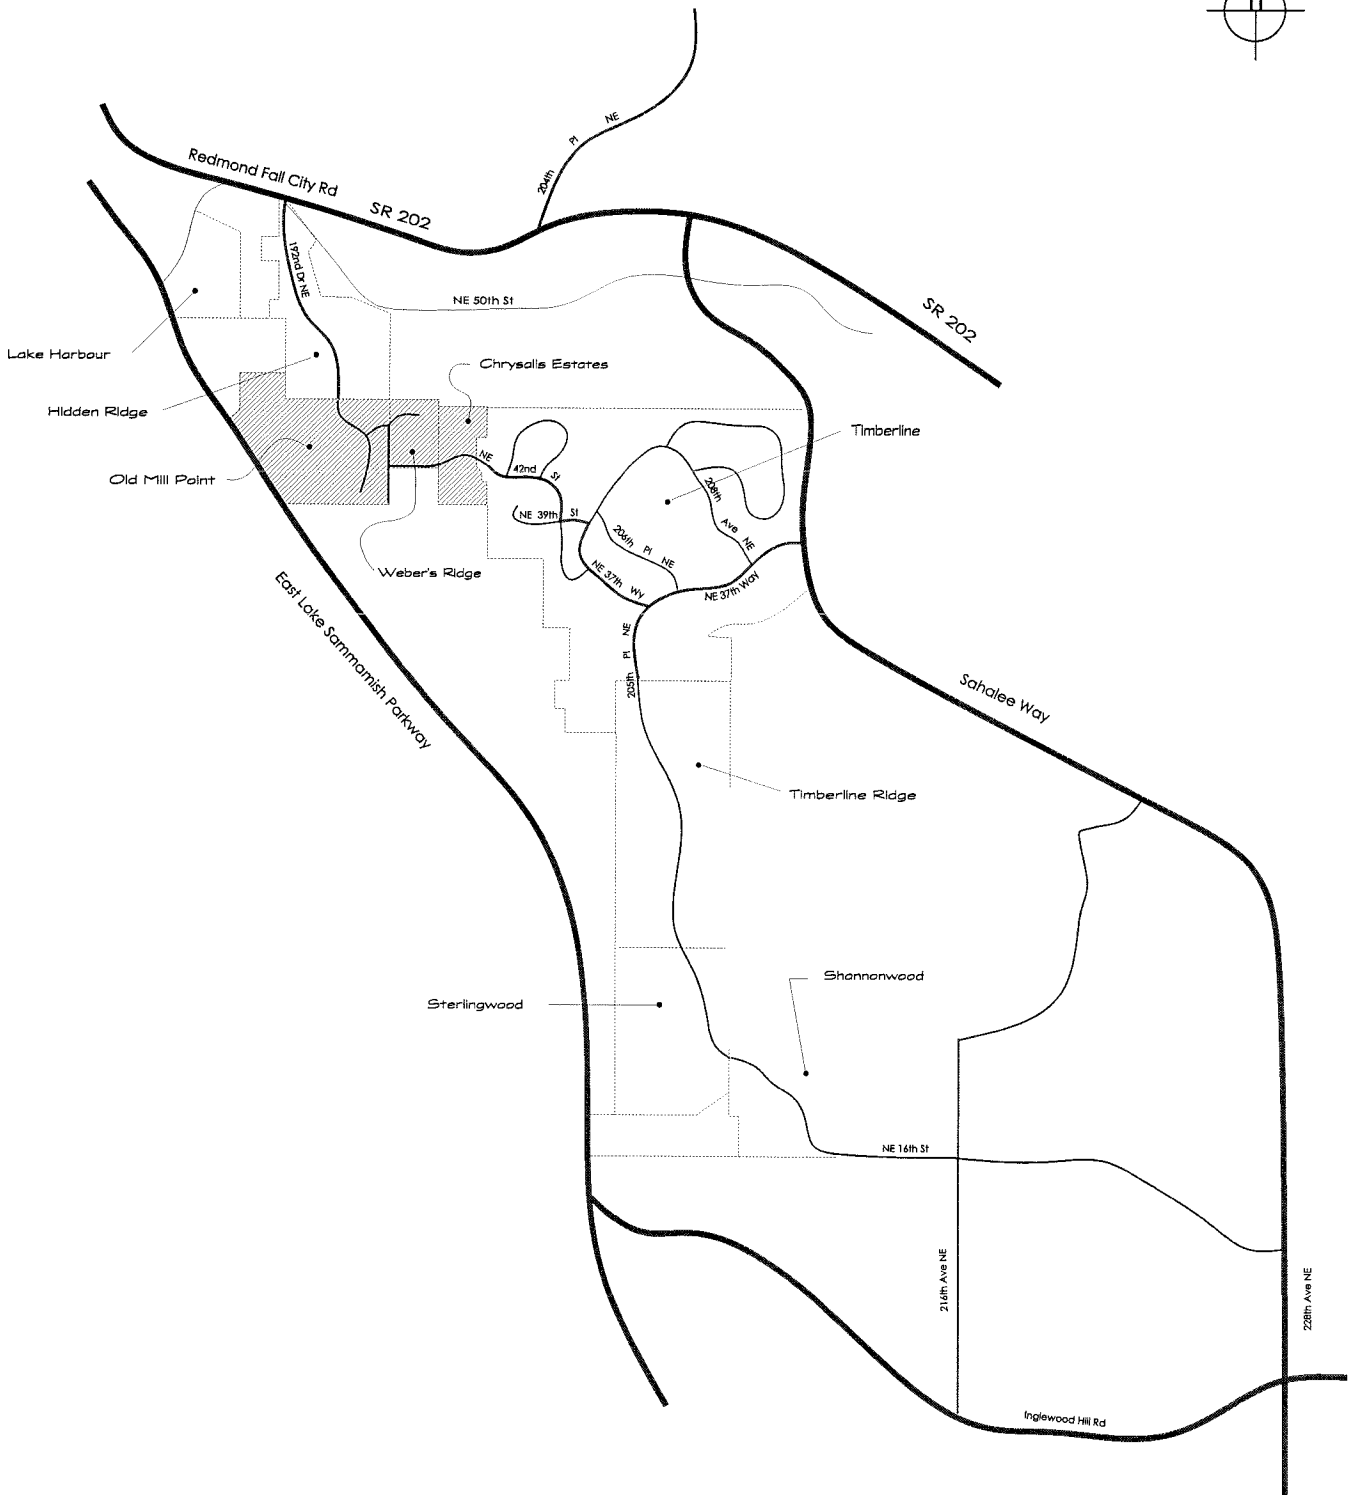 204th Pl NE
Redmond Fall City Rd
SR 202
192nd Dr NE
NE 50th St
SR 202
Lake Harbour
Chrysalis Estates
Hidden Ridge
Timberline
Old Mill Point
NE 42nd St
208th Ave NE
NE 39th St
206th Pl NE
Weber's Ridge
NE 37th Wy
NE 37th Way
East Lake Sammamish Parkway
205th Pl NE
Sahalee Way
Timberline Ridge
Shannonwood
Sterlingwood
NE 16th St
216th Ave NE
228th Ave NE
Inglewood Hill Rd